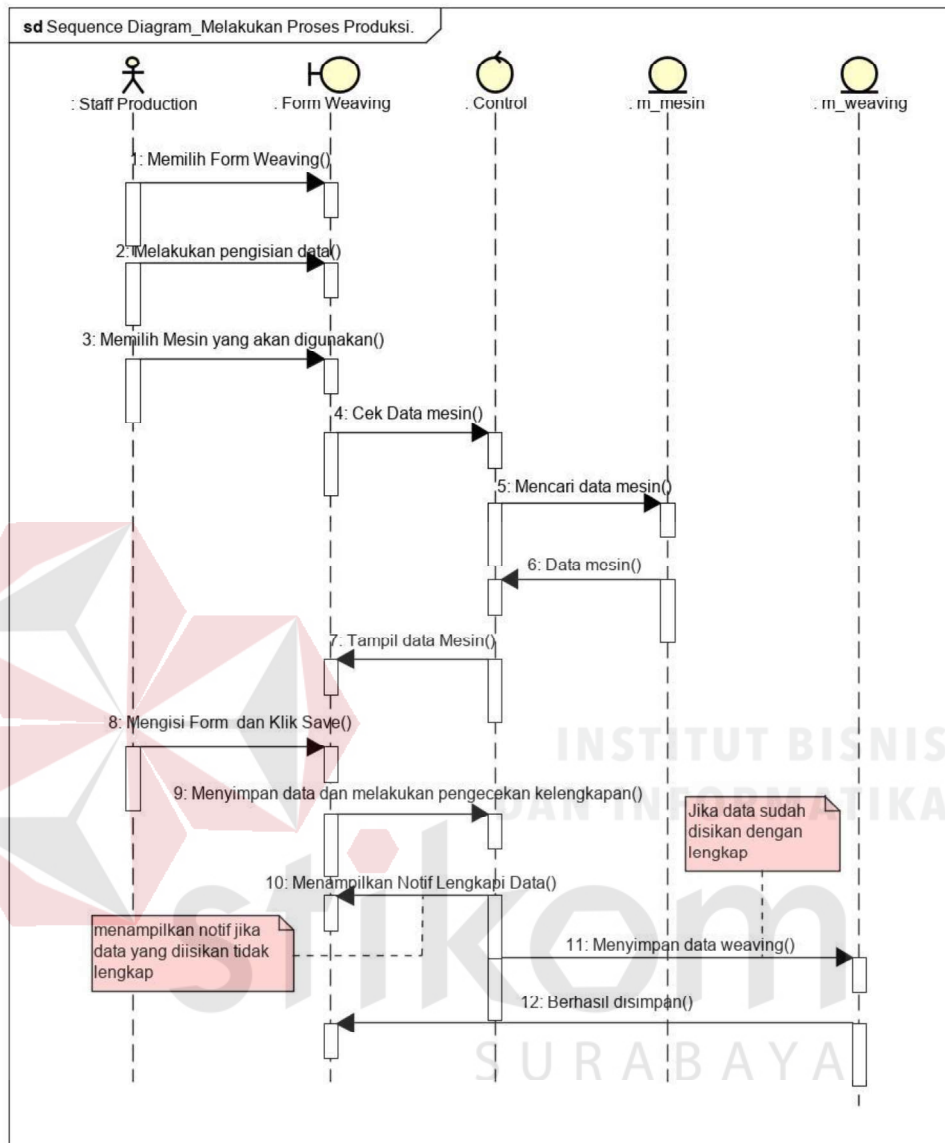 sd Sequence Diagram_Melakukan Proses Produksi.
: Staff Production
: Form Weaving
: Control
: m_mesin
: m_weaving
1: Memilih Form Weaving()
2: Melakukan pengisian data()
3: Memilih Mesin yang akan digunakan()
4: Cek Data mesin()
5: Mencari data mesin()
6: Data mesin()
7: Tampil data Mesin()
8: Mengisi Form dan Klik Save()
INSTITUT BISNIS
DAN INFORMATIKA
9: Menyimpan data dan melakukan pengecekan kelengkapan()
Jika data sudah
disikan dengan
lengkap
10: Menampilkan Notif Lengkapi Data()
stikom
menampilkan notif jika
data yang diisikan tidak
lengkap
11: Menyimpan data weaving()
12: Berhasil disimpan()
SURABAYA